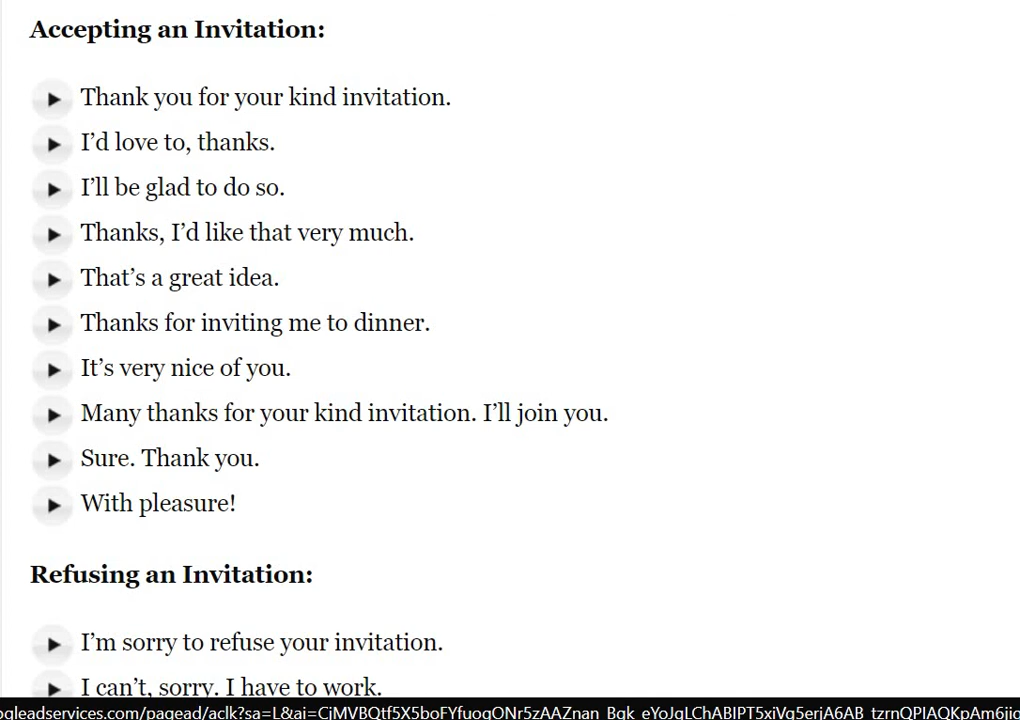 Accepting an Invitation:
Thank you for your kind invitation.
I’d love to, thanks.
I’ll be glad to do so.
Thanks, I’d like that very much.
That’s a great idea.
Thanks for inviting me to dinner.
It’s very nice of you.
Many thanks for your kind invitation. I’ll join you.
Sure. Thank you.
With pleasure!
Refusing an Invitation:
I’m sorry to refuse your invitation.
I can’t, sorry. I have to work.